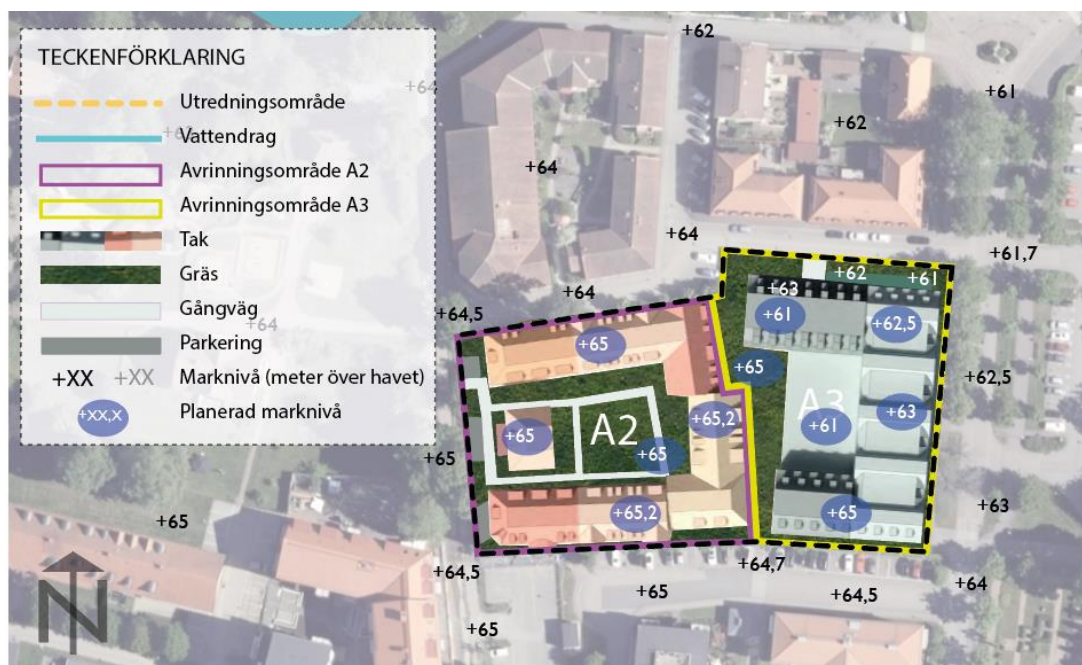 TECKENFÖRKLARING
Utredningsområde
Vattendrag
Avrinningsområde A2
Avrinningsområde A3
Tak
Gräs
Gångväg
Parkering
+XX +XX Marknivå (meter över havet)
+XX,X Planerad marknivå
+64
+63
+64
+62
+61
+62
+64
+64
+61,7
+62
+61
+63
+61
+62,5
+64
+64,5
+65
+65
+62,5
A2
A3
+65,2
+63
+61
+65
+65
+65
+65
+65,2
+65
+63
+64,5
+64,7
+64
+65
+64,5
+65
N